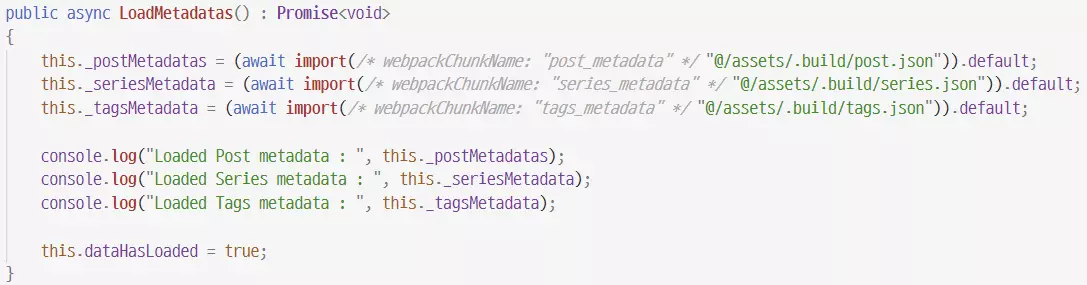 public async LoadMetadatas() : Promise<void>
{
    this._postMetadatas = (await import(/* webpackChunkName: "post_metadata" */ "@/assets/.build/post.json")).default;
    this._seriesMetadata = (await import(/* webpackChunkName: "series_metadata" */ "@/assets/.build/series.json")).default;
    this._tagsMetadata = (await import(/* webpackChunkName: "tags_metadata" */ "@/assets/.build/tags.json")).default;

    console.log("Loaded Post metadata : ", this._postMetadatas);
    console.log("Loaded Series metadata : ", this._seriesMetadata);
    console.log("Loaded Tags metadata : ", this._tagsMetadata);

    this.dataHasLoaded = true;
}